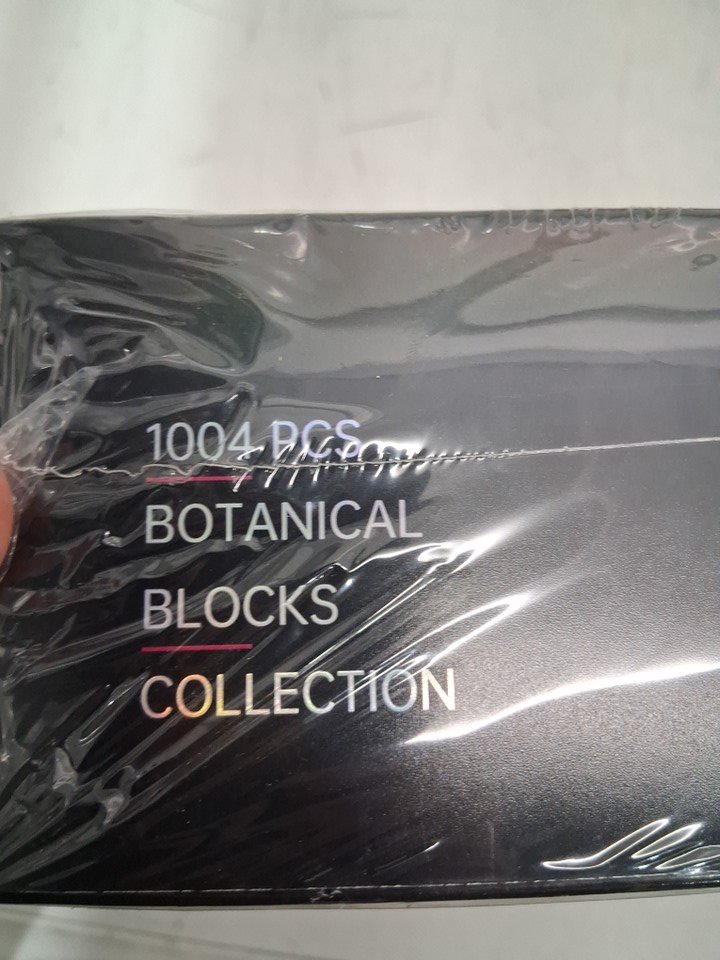 1004 PCS
BOTANICAL
BLOCKS
COLLECTION